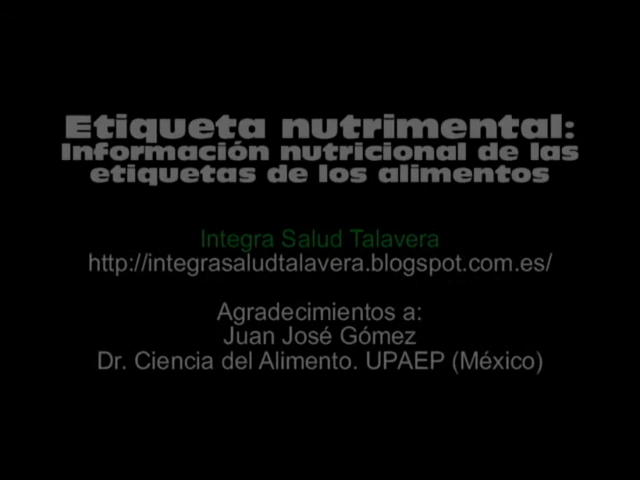 Etiqueta nutrimental:
Información nutricional de las
etiquetas de los alimentos
Integra Salud Talavera
http://integrasaludtalavera.blogspot.com.es/
Agradecimientos a:
Juan José Gómez
Dr. Ciencia del Alimento. UPAEP (México)